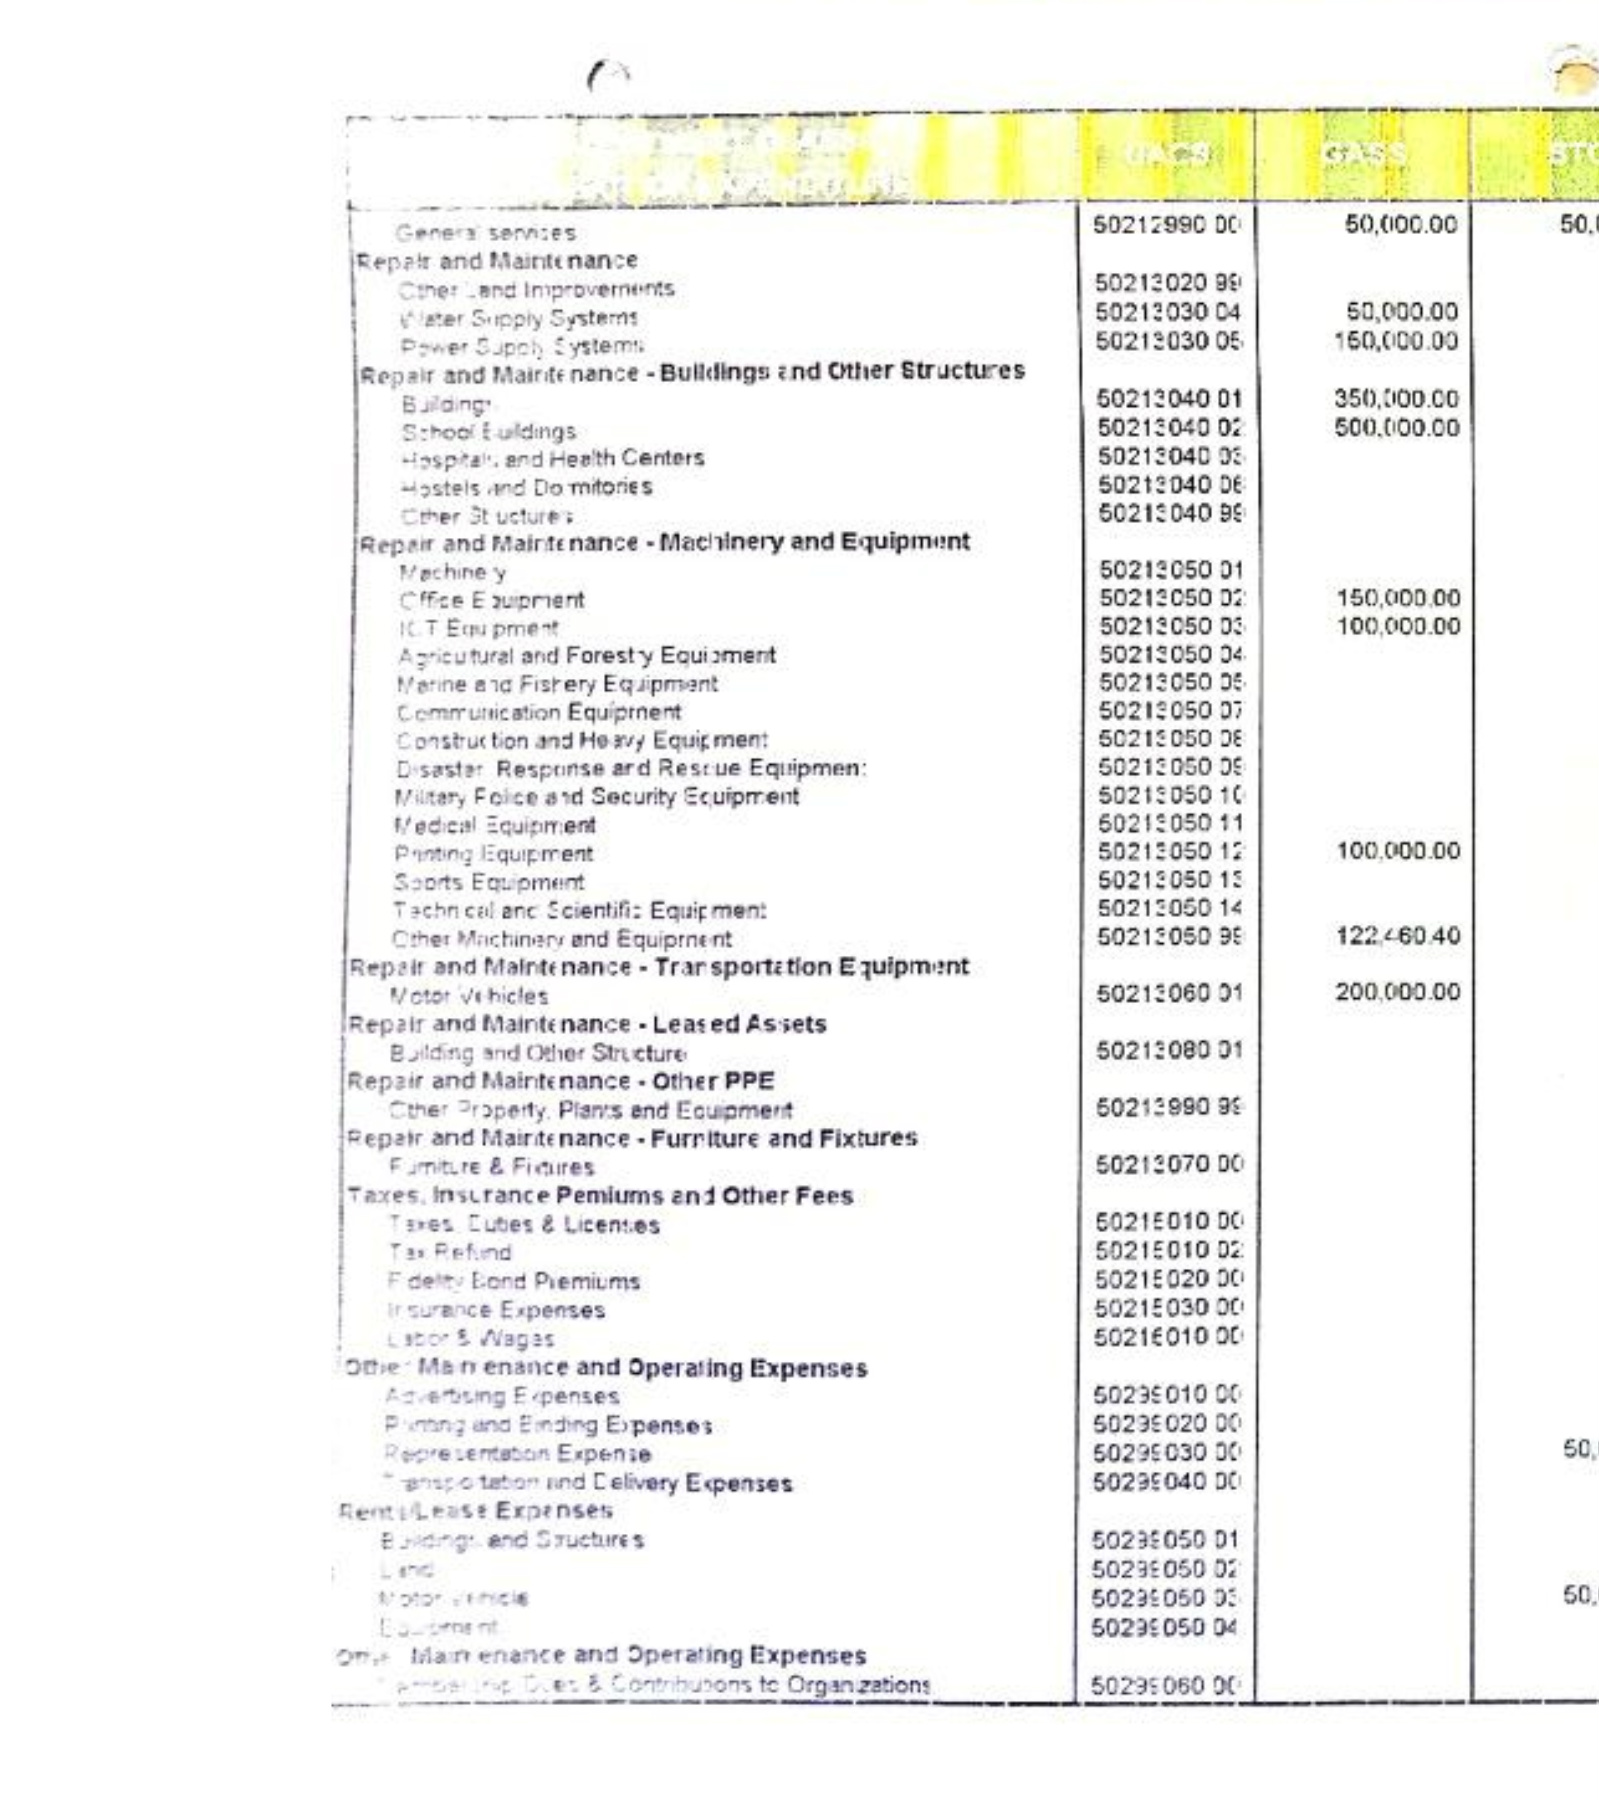 UACS GASS STO
General services 50212990 00 50,000.00 50,
Repair and Maintenance
Other Land Improvements 50213020 99
Water Supply Systems 50213030 04 50,000.00
Power Supply Systems 50213030 05 150,000.00
Repair and Maintenance - Buildings and Other Structures
Buildings 50213040 01 350,000.00
School Buildings 50213040 02 500,000.00
Hospitals and Health Centers 50213040 03
Hostels and Dormitories 50213040 06
Other Structures 50213040 99
Repair and Maintenance - Machinery and Equipment
Machinery 50213050 01
Office Equipment 50213050 02 150,000.00
ICT Equipment 50213050 03 100,000.00
Agricultural and Forestry Equipment 50213050 04
Marine and Fishery Equipment 50213050 05
Communication Equipment 50213050 07
Construction and Heavy Equipment 50213050 08
Disaster Response and Rescue Equipment 50213050 09
Military Police and Security Equipment 50213050 10
Medical Equipment 50213050 11
Printing Equipment 50213050 12 100,000.00
Sports Equipment 50213050 13
Technical and Scientific Equipment 50213050 14
Other Machinery and Equipment 50213050 99 122,460.40
Repair and Maintenance - Transportation Equipment
Motor Vehicles 50213060 01 200,000.00
Repair and Maintenance - Leased Assets
Building and Other Structure 50213080 01
Repair and Maintenance - Other PPE
Other Property, Plants and Equipment 50213990 99
Repair and Maintenance - Furniture and Fixtures
Furniture & Fixtures 50213070 00
Taxes, Insurance Pemiums and Other Fees
Taxes, Duties & Licenses 50215010 00
Tax Refund 50215010 02
Fidelity Bond Premiums 50215020 00
Insurance Expenses 50215030 00
Labor & Wages 50216010 00
Other Maintenance and Operating Expenses
Advertising Expenses 50299010 00
Printing and Binding Expenses 50299020 00
Representation Expense 50299030 00 50,
Transportation and Delivery Expenses 50299040 00
Rents/Lease Expenses
Buildings and Structures 50299050 01
Land 50299050 02
Motor Vehicle 50299050 03 50,
Equipment 50299050 04
Other Maintenance and Operating Expenses
Membership Dues & Contributions to Organizations 50299060 00